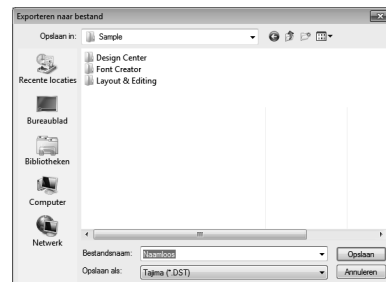 Exporteren naar bestand
Opslaan in:
Sample
Recente locaties
Bureaublad
Bibliotheken
Computer
Netwerk
Design Center
Font Creator
Layout & Editing
Bestandsnaam:
Naamloos
Opslaan
Opslaan als:
Tajima (*.DST)
Annuleren